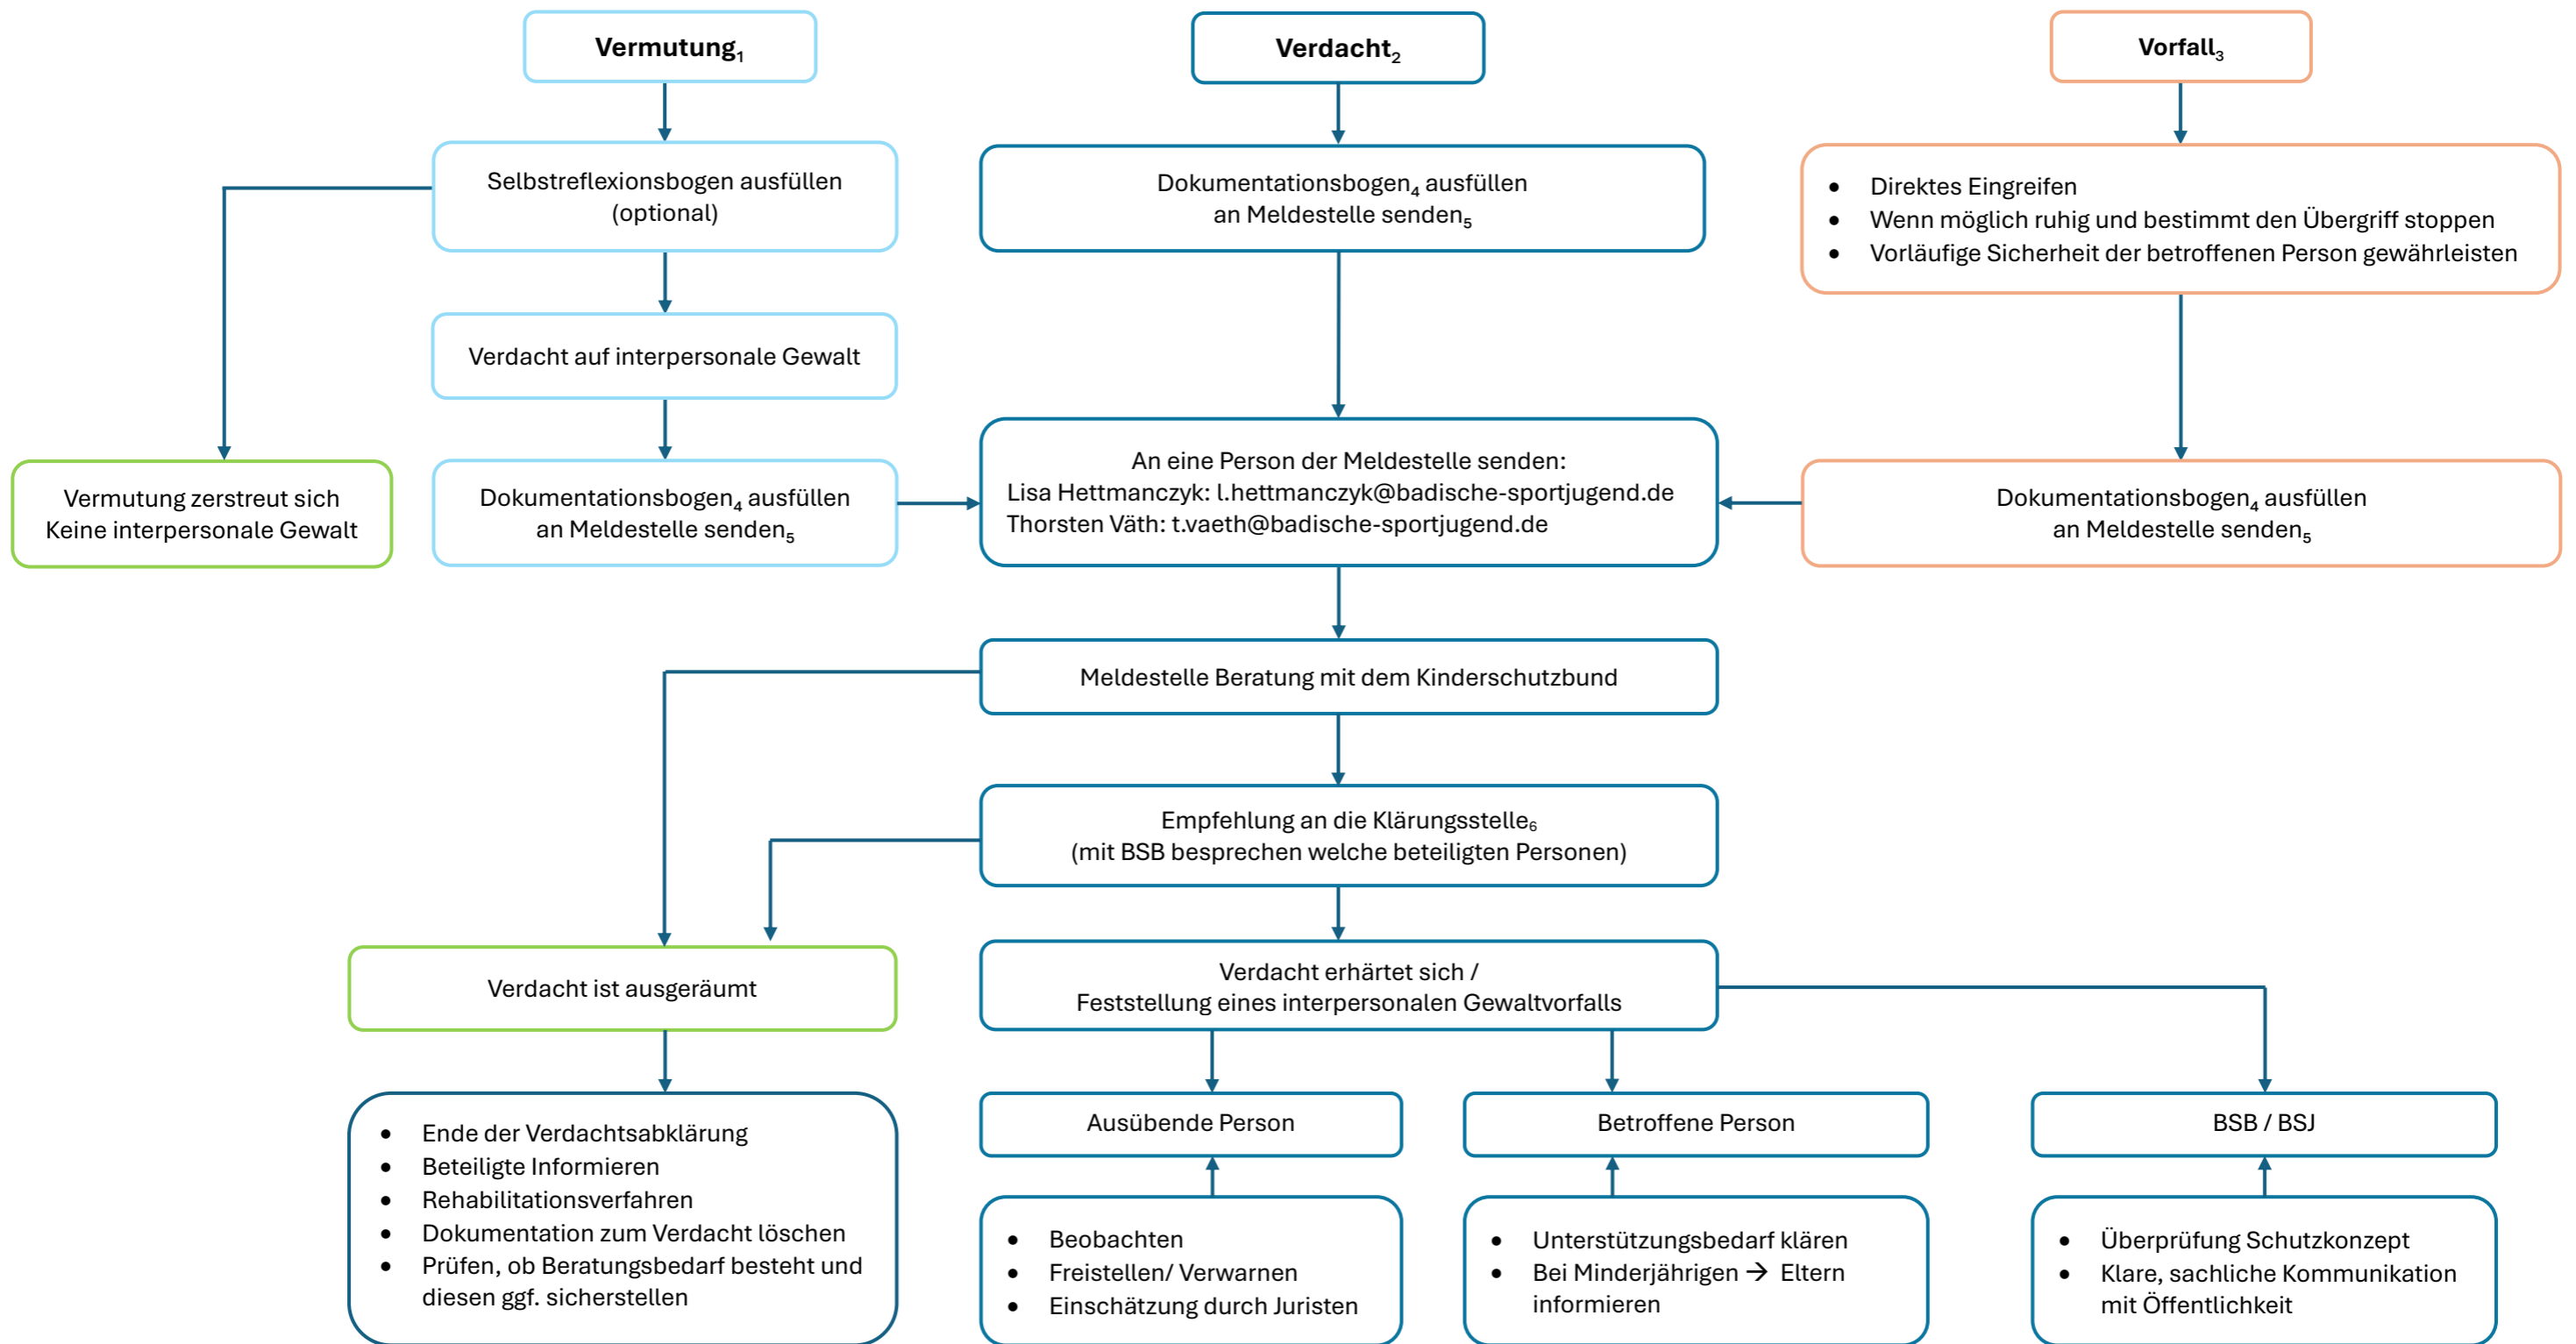 Vermutung₁
Verdacht₂
Vorfall₃
Selbstreflexionsbogen ausfüllen
(optional)
Dokumentationsbogen₄ ausfüllen
an Meldestelle senden₅
• Direktes Eingreifen
• Wenn möglich ruhig und bestimmt den Übergriff stoppen
• Vorläufige Sicherheit der betroffenen Person gewährleisten
Verdacht auf interpersonale Gewalt
Vermutung zerstreut sich
Keine interpersonale Gewalt
Dokumentationsbogen₄ ausfüllen
an Meldestelle senden₅
An eine Person der Meldestelle senden:
Lisa Hettmanczyk: l.hettmanczyk@badische-sportjugend.de
Thorsten Väth: t.vaeth@badische-sportjugend.de
Dokumentationsbogen₄ ausfüllen
an Meldestelle senden₅
Meldestelle Beratung mit dem Kinderschutzbund
Empfehlung an die Klärungsstelle₆
(mit BSB besprechen welche beteiligten Personen)
Verdacht ist ausgeräumt
Verdacht erhärtet sich /
Feststellung eines interpersonalen Gewaltvorfalls
• Ende der Verdachtsabklärung
• Beteiligte Informieren
• Rehabilitationsverfahren
• Dokumentation zum Verdacht löschen
• Prüfen, ob Beratungsbedarf besteht und
diesen ggf. sicherstellen
Ausübende Person
Betroffene Person
BSB / BSJ
• Beobachten
• Freistellen/ Verwarnen
• Einschätzung durch Juristen
• Unterstützungsbedarf klären
• Bei Minderjährigen → Eltern
informieren
• Überprüfung Schutzkonzept
• Klare, sachliche Kommunikation
mit Öffentlichkeit